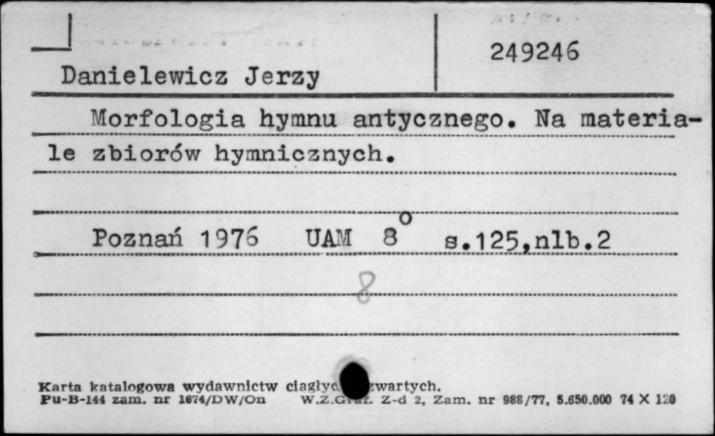 249246
Danielewicz Jerzy
Morfologia hymnu antycznego. Na materia-
le zbiorów hymnicznych.
Poznań 1976 UAM 8° s.125,nlb.2
8
Karta katalogowa wydawnictw ciągłyc zwartych.
Pu-B-144 zam. nr 1674/DW/On W.Z.Graf. Z-d 2, Zam. nr 988/77, 5.650.000 74 X 120